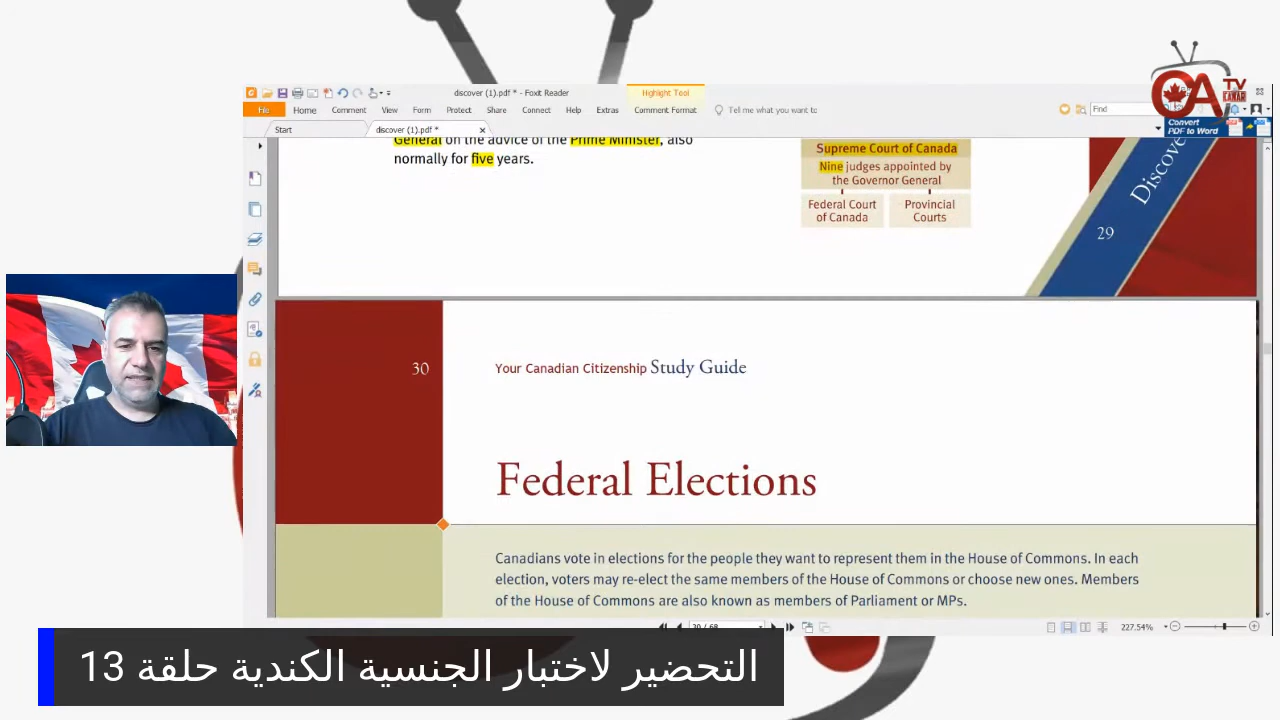 discover (1).pdf * - Foxit Reader
Highlight Tool
File Home Comment View Form Protect Share Connect Help Extras Comment Format Tell me what you want to
Find
Start
discover (1).pdf *
Convert
PDF to Word
CA TV
General on the advice of the Prime Minister, also
normally for five years.
Supreme Court of Canada
Nine judges appointed by
the Governor General
Federal Court
of Canada
Provincial
Courts
Discove
29
30
Your Canadian Citizenship Study Guide
Federal Elections
Canadians vote in elections for the people they want to represent them in the House of Commons. In each
election, voters may re-elect the same members of the House of Commons or choose new ones. Members
of the House of Commons are also known as members of Parliament or MPs.
30 / 68
227.54%
التحضير لاختبار الجنسية الكندية حلقة 13